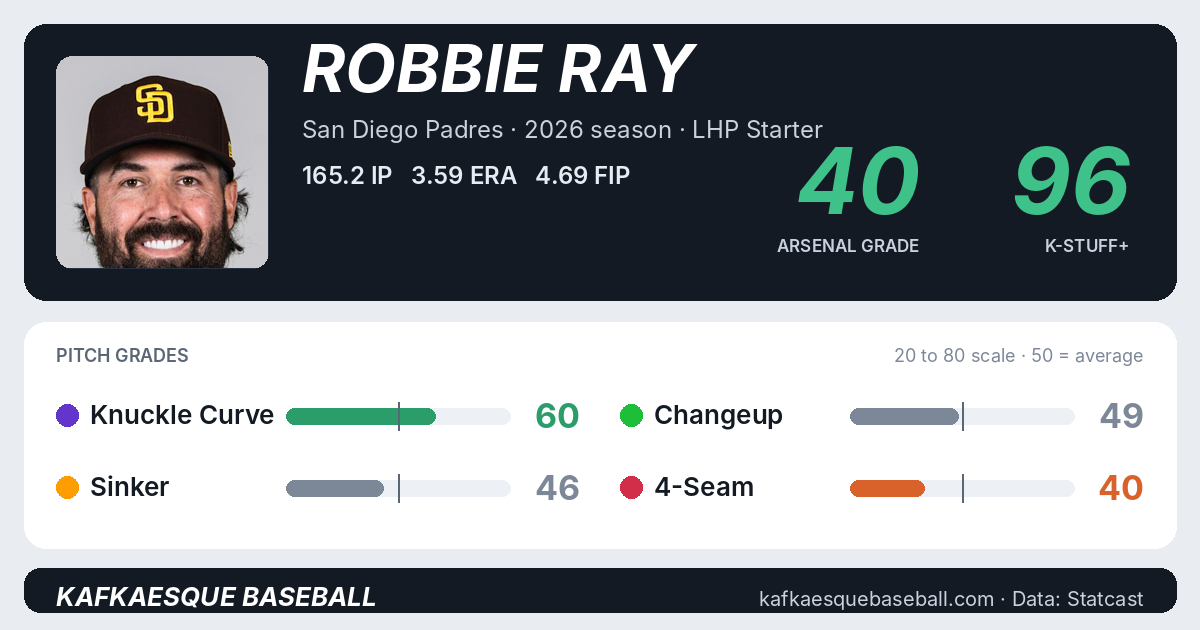 SD
ROBBIE RAY
San Diego Padres · 2026 season · LHP Starter
165.2 IP 3.59 ERA 4.69 FIP
40 96
ARSENAL GRADE K-STUFF+
PITCH GRADES 20 to 80 scale · 50 = average
Knuckle Curve 60 Changeup 49
Sinker 46 4-Seam 40
KAFKAESQUE BASEBALL kafkaesquebaseball.com · Data: Statcast